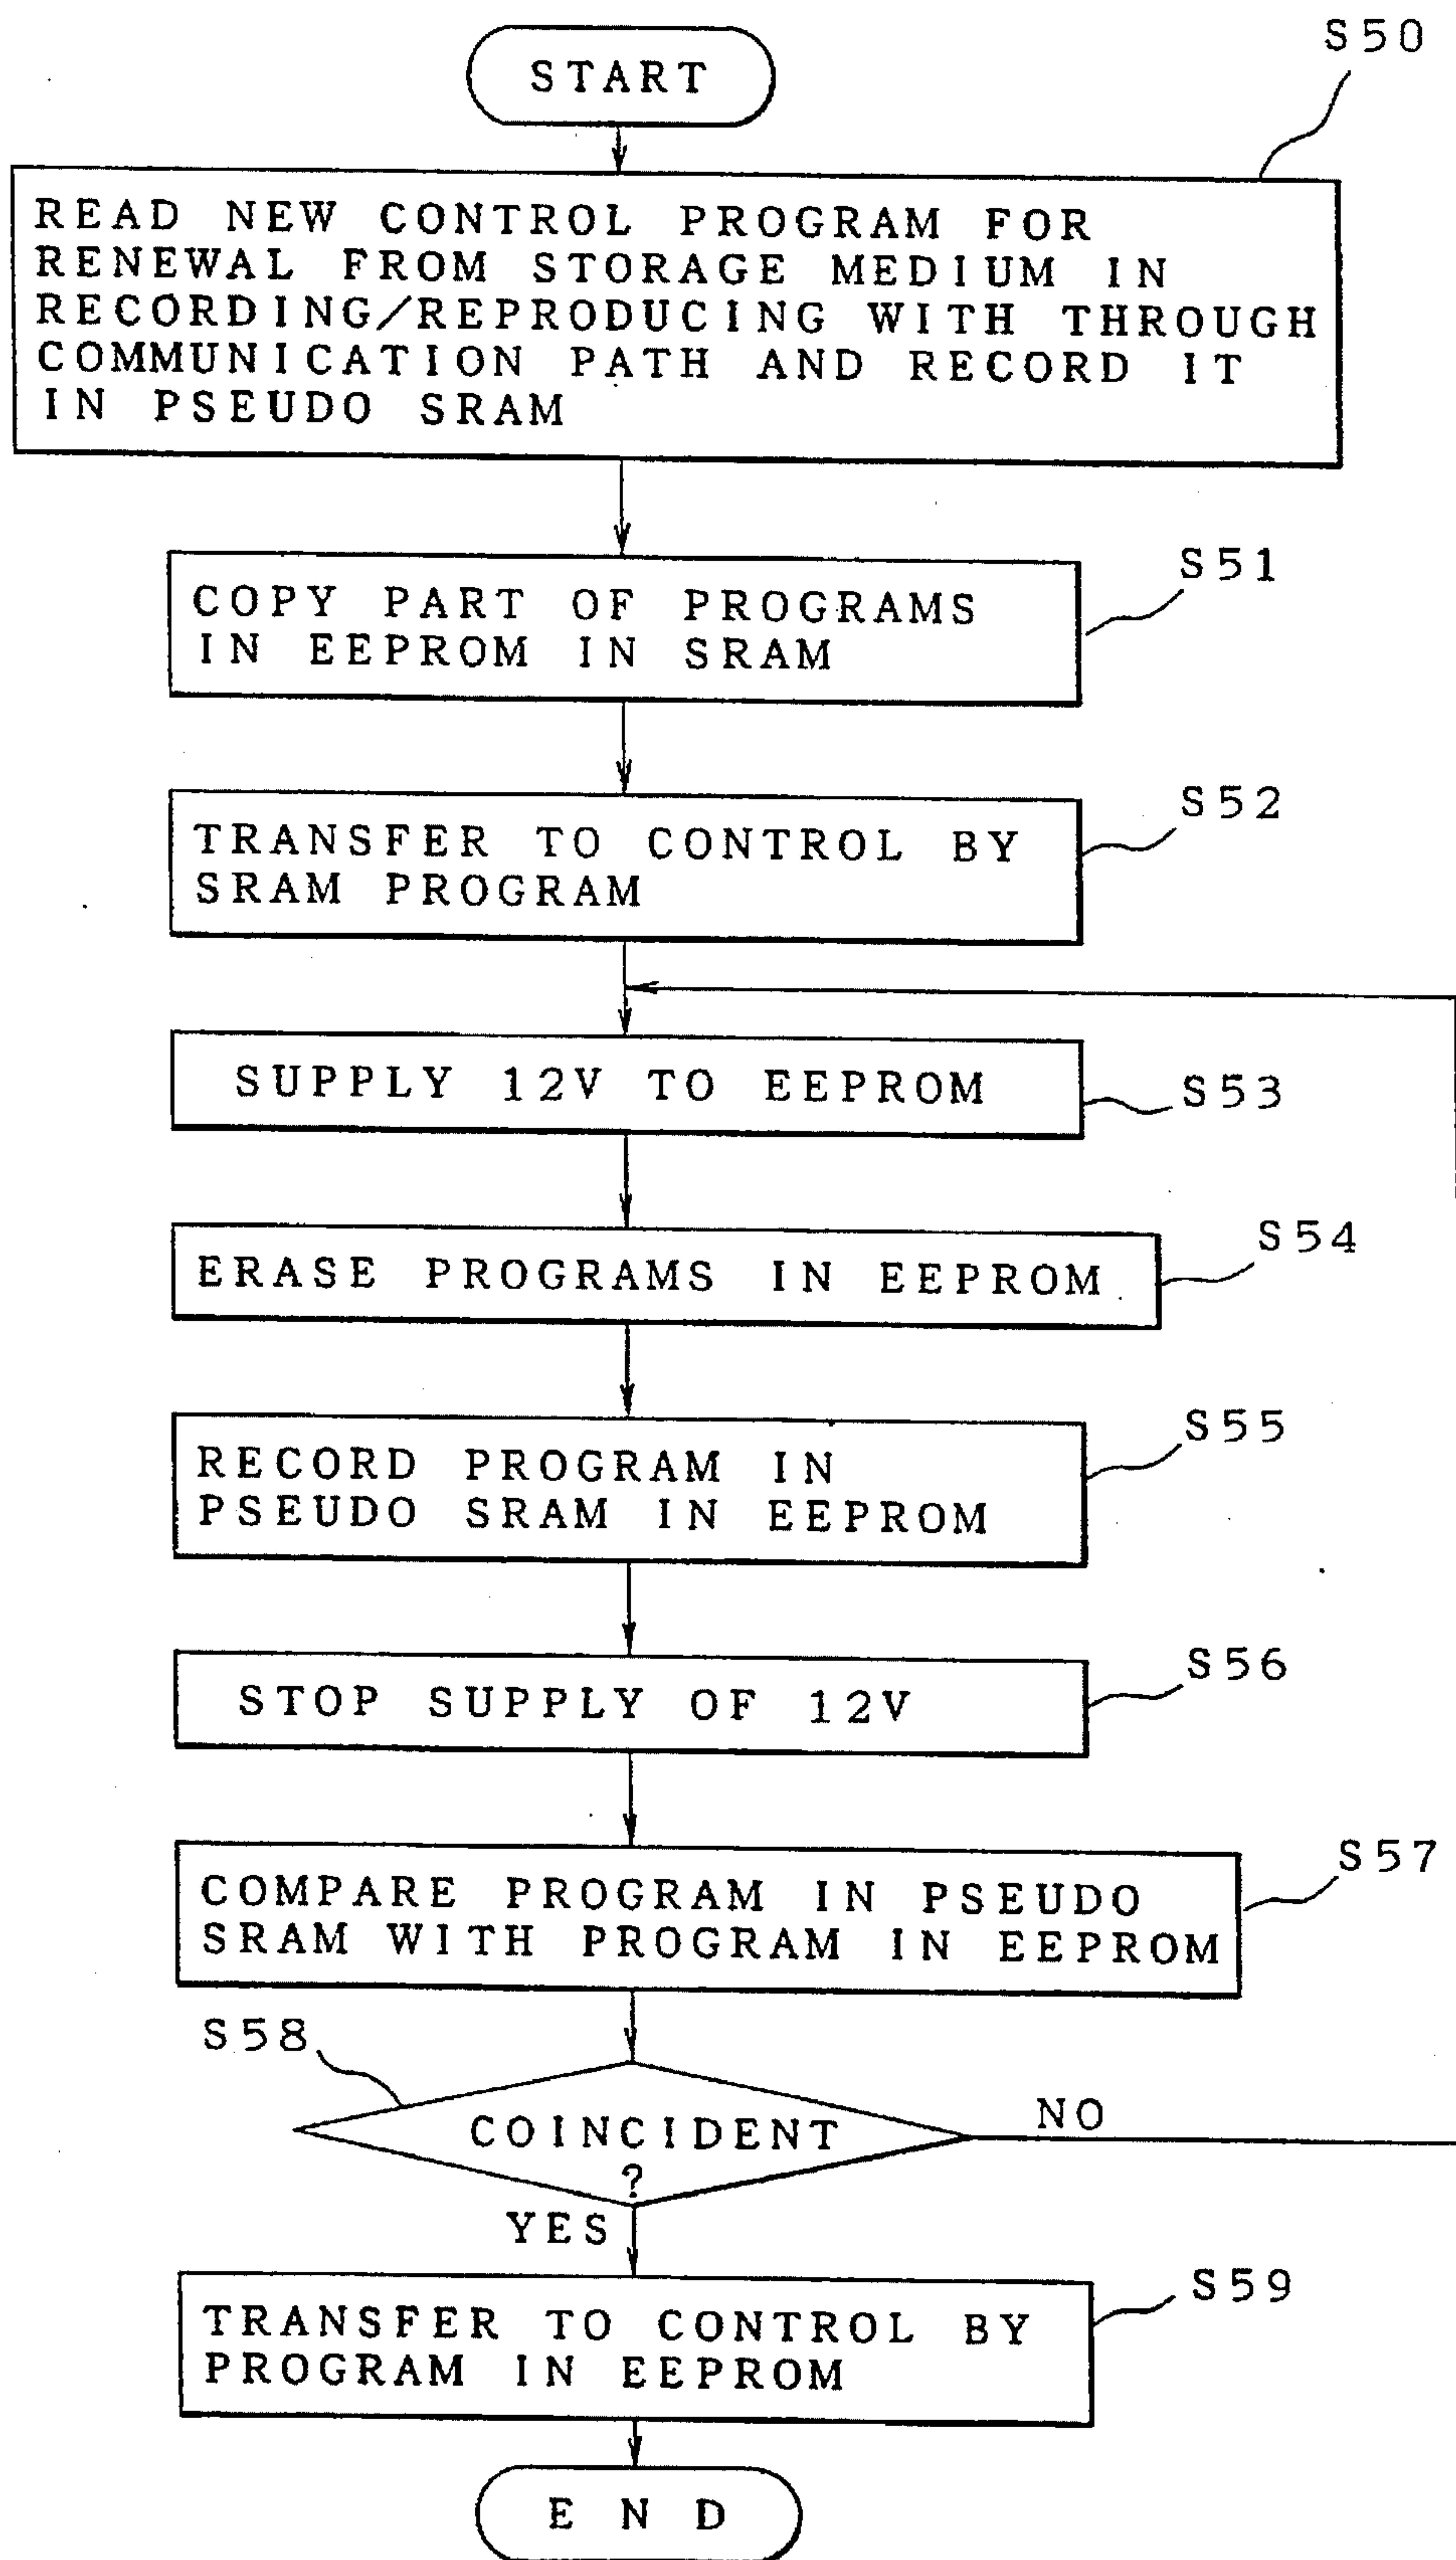 START
S50
READ NEW CONTROL PROGRAM FOR
RENEWAL FROM STORAGE MEDIUM IN
RECORDING/REPRODUCING WITH THROUGH
COMMUNICATION PATH AND RECORD IT
IN PSEUDO SRAM
S51
COPY PART OF PROGRAMS
IN EEPROM IN SRAM
S52
TRANSFER TO CONTROL BY
SRAM PROGRAM
SUPPLY 12V TO EEPROM
S53
S54
ERASE PROGRAMS IN EEPROM
S55
RECORD PROGRAM IN
PSEUDO SRAM IN EEPROM
S56
STOP SUPPLY OF 12V
S57
COMPARE PROGRAM IN PSEUDO
SRAM WITH PROGRAM IN EEPROM
S58
COINCIDENT
?
NO
YES
S59
TRANSFER TO CONTROL BY
PROGRAM IN EEPROM
END